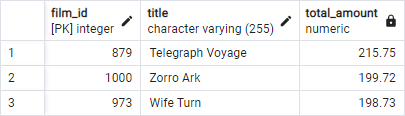 film_id title total_amount
[PK] integer character varying (255) numeric
1 879 Telegraph Voyage 215.75
2 1000 Zorro Ark 199.72
3 973 Wife Turn 198.73